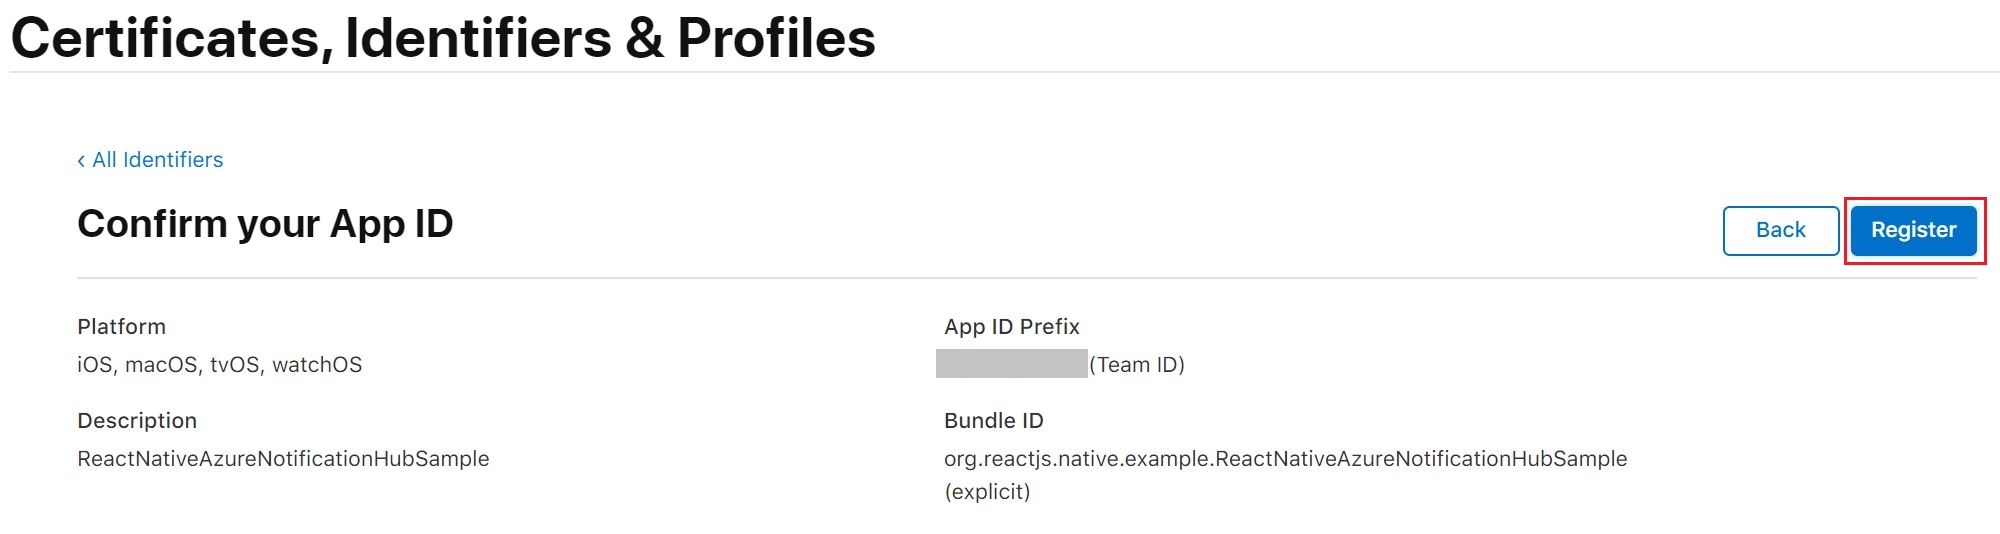 Certificates, Identifiers & Profiles
‹ All Identifiers
Confirm your App ID
Back
Register
Platform
App ID Prefix
iOS, macOS, tvOS, watchOS
(Team ID)
Description
Bundle ID
ReactNativeAzureNotificationHubSample
org.reactjs.native.example.ReactNativeAzureNotificationHubSample
(explicit)